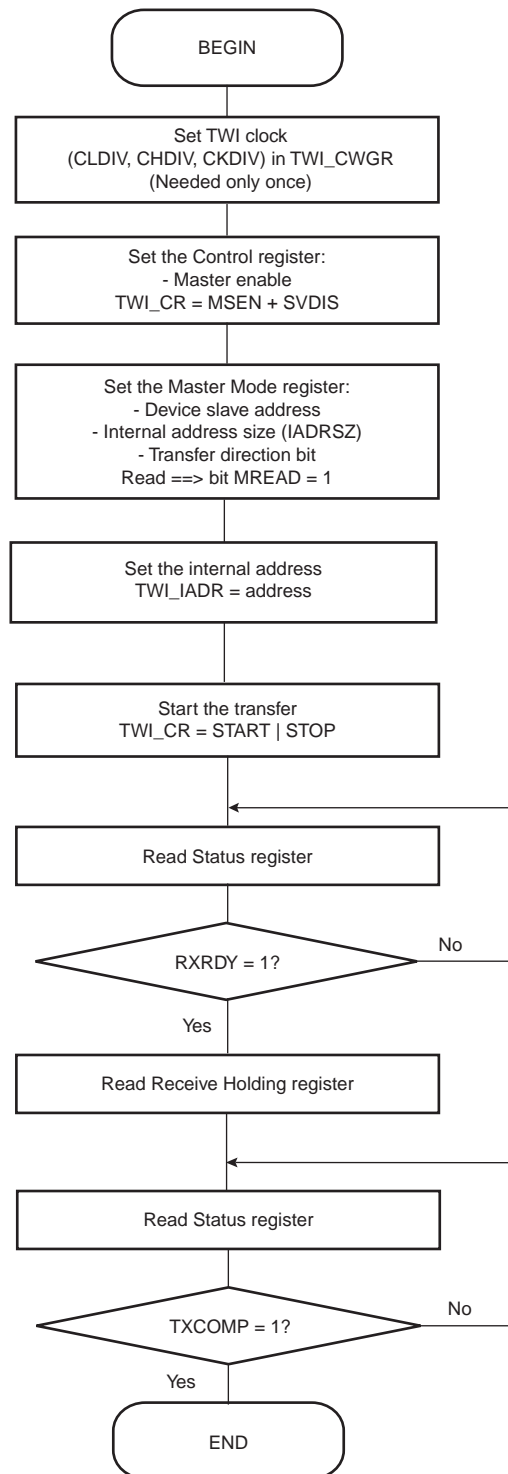 BEGIN
Set TWI clock
(CLDIV, CHDIV, CKDIV) in TWI_CWGR
(Needed only once)
Set the Control register:
- Master enable
TWI_CR = MSEN + SVDIS
Set the Master Mode register:
- Device slave address
- Internal address size (IADRSZ)
- Transfer direction bit
Read ==> bit MREAD = 1
Set the internal address
TWI_IADR = address
Start the transfer
TWI_CR = START | STOP
Read Status register
RXRDY = 1?
No
Yes
Read Receive Holding register
Read Status register
TXCOMP = 1?
No
Yes
END